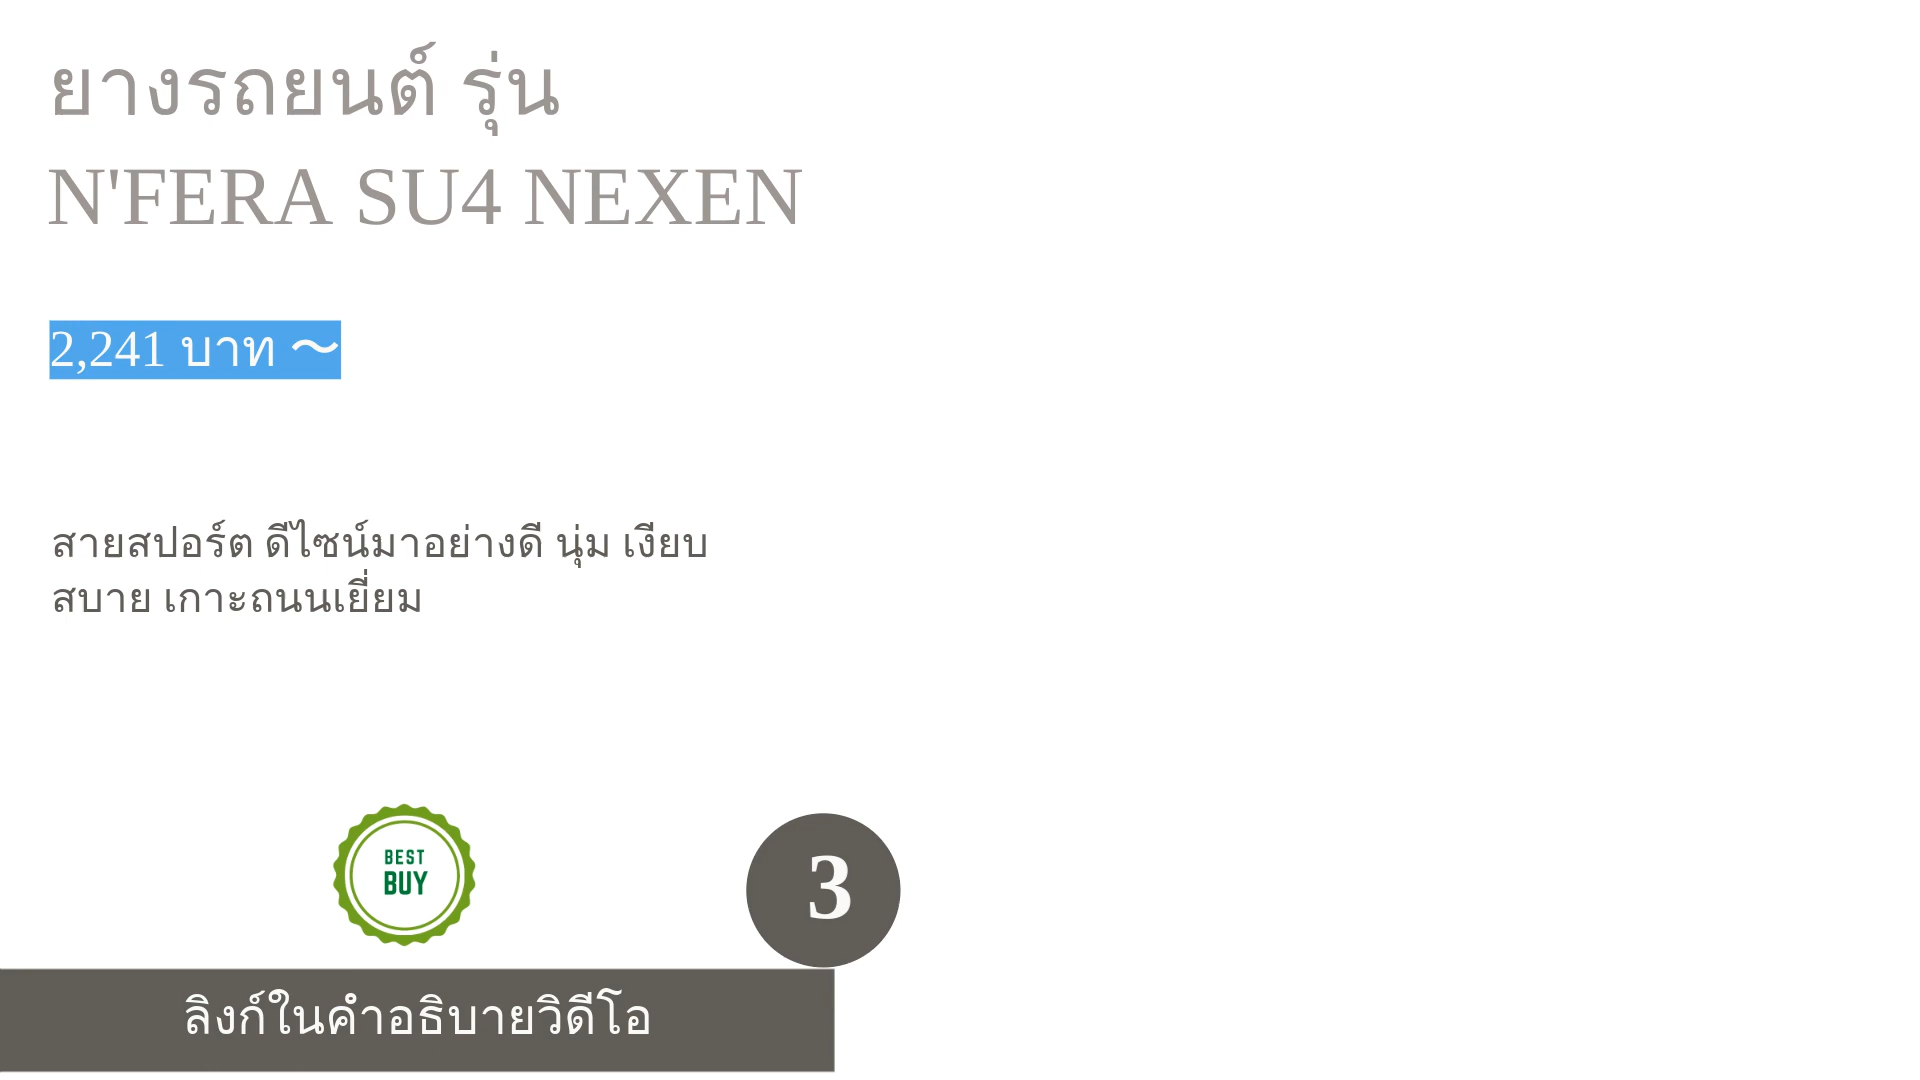 ยางรถยนต์ รุ่น
N'FERA SU4 NEXEN
2,241 บาท 〜
สายสปอร์ต ดีไซน์มาอย่างดี นุ่ม เงียบ
สบาย เกาะถนนเยี่ยม
BEST
BUY
3
ลิงก์ในคำอธิบายวิดีโอ